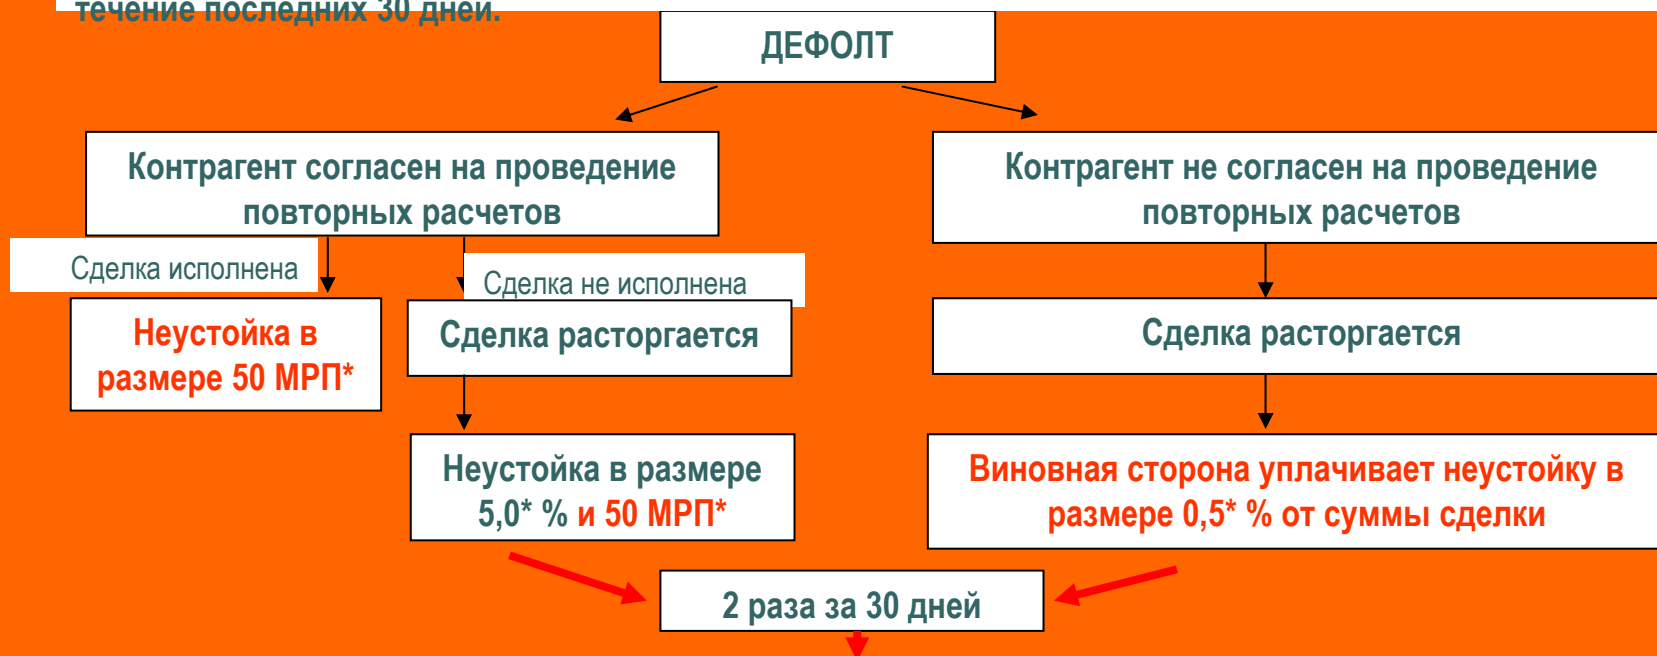 течение последних 30 дней.
ДЕФОЛТ
Контрагент согласен на проведение
повторных расчетов
Контрагент не согласен на проведение
повторных расчетов
Сделка исполнена
Сделка не исполнена
Неустойка в
размере 50 МРП*
Сделка расторгается
Сделка расторгается
Неустойка в размере
5,0* % и 50 МРП*
Виновная сторона уплачивает неустойку в
размере 0,5* % от суммы сделки
2 раза за 30 дней